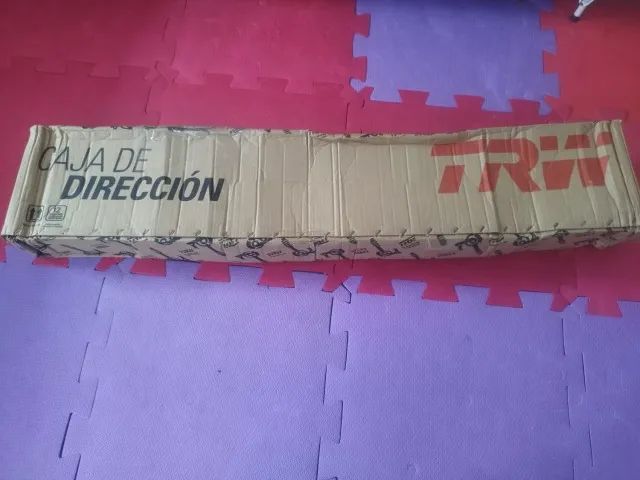 CAJA DE
DIRECCIÓN
TRW